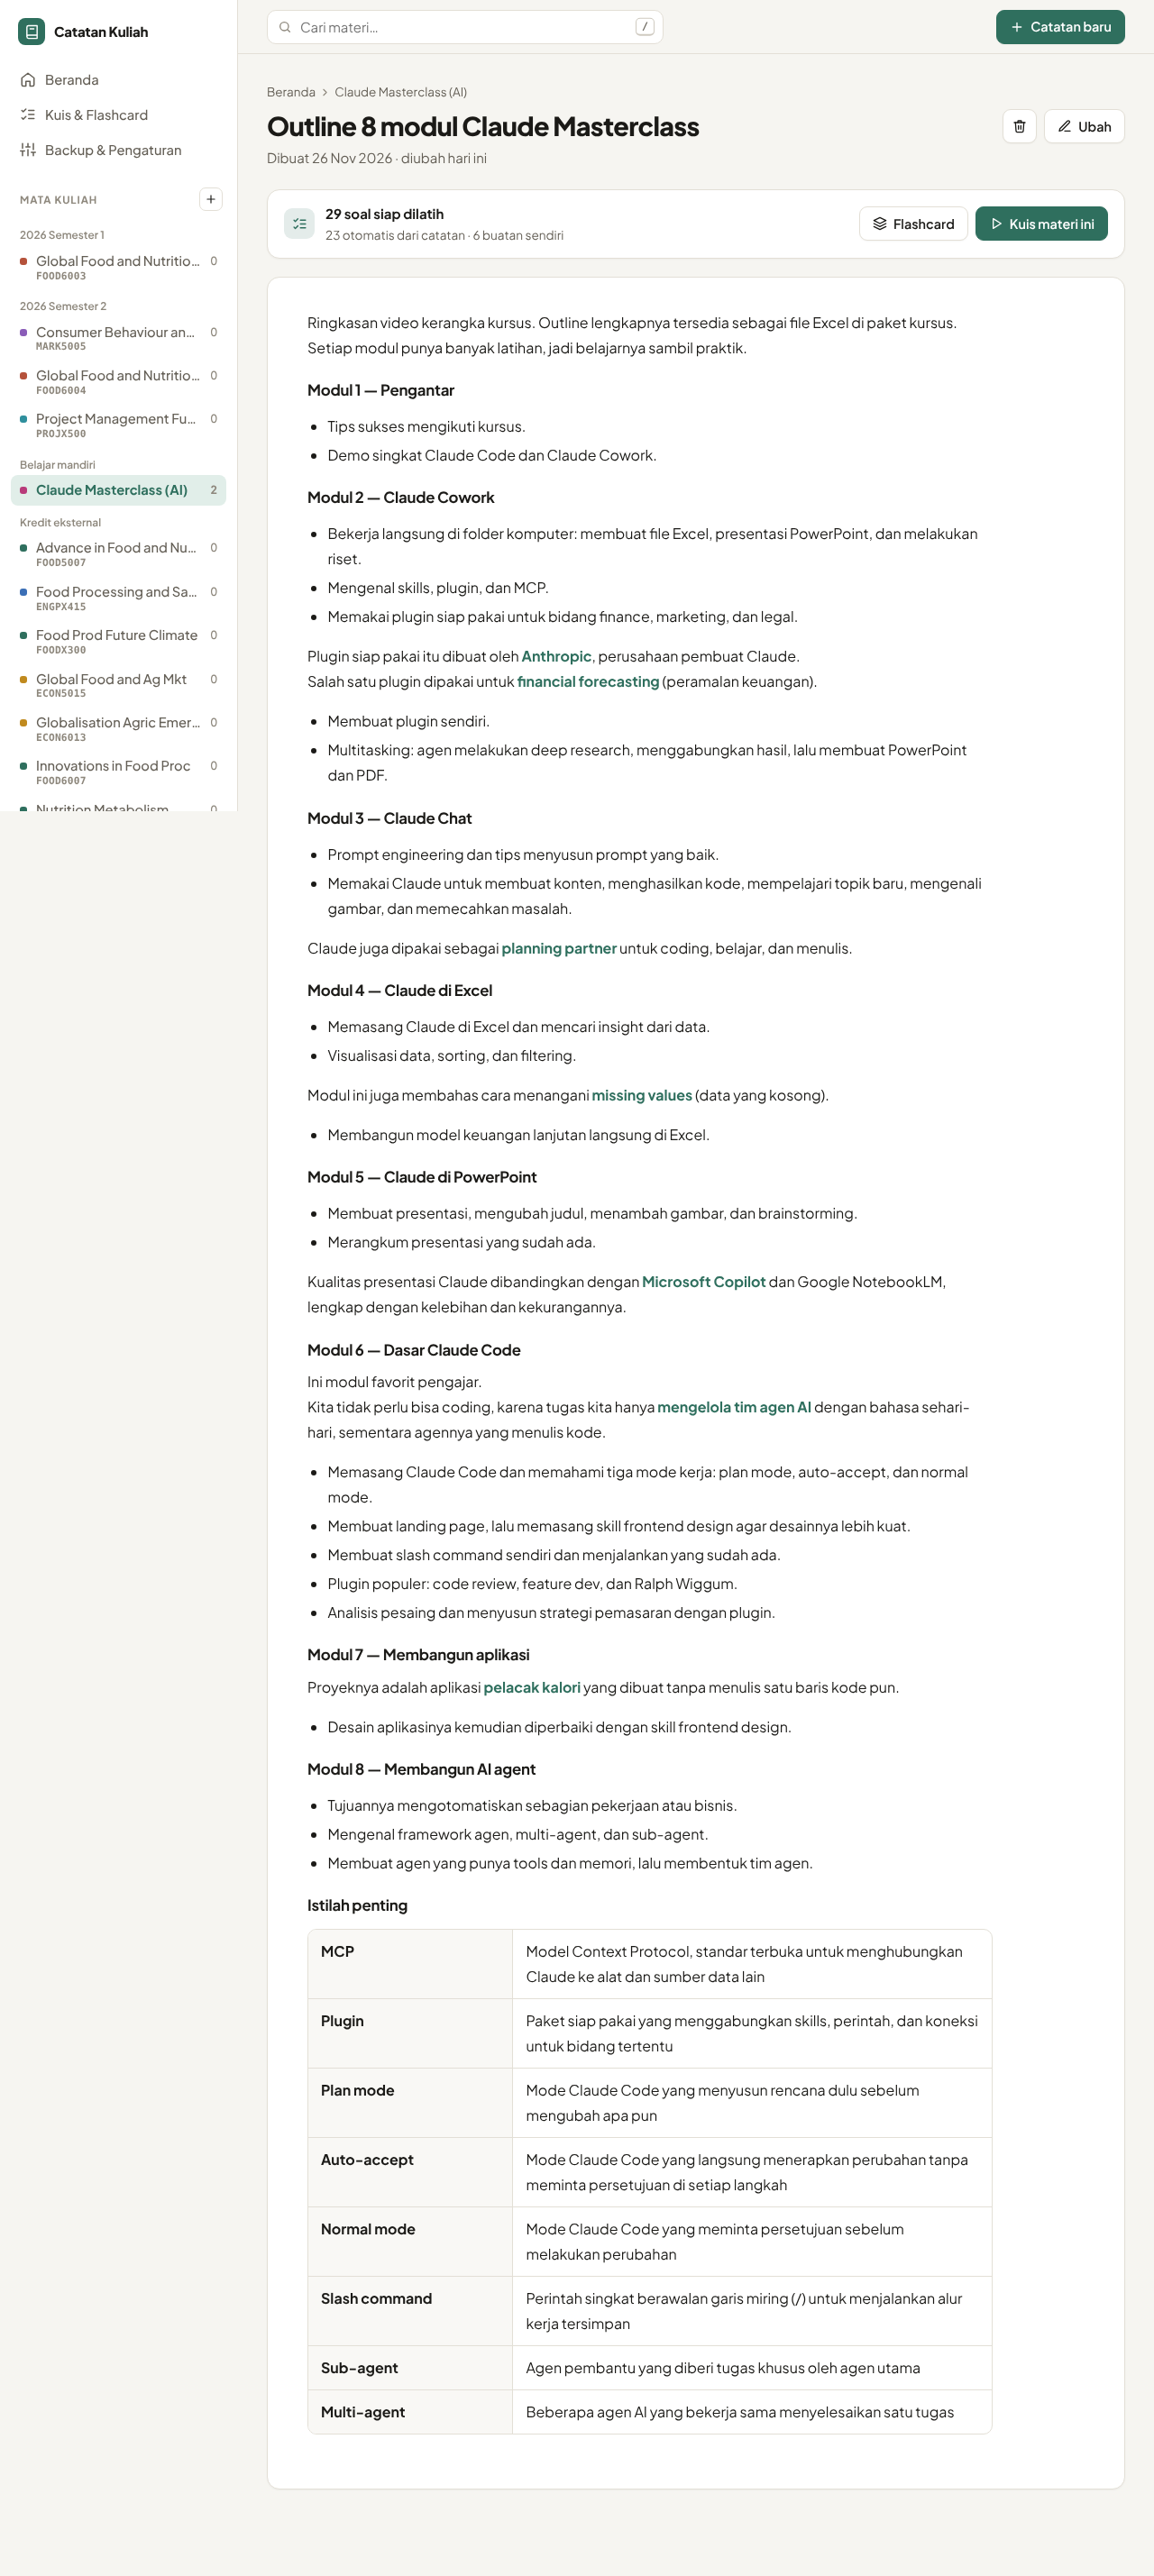 Catatan Kuliah
Beranda
Kuis & Flashcard
Backup & Pengaturan
MATA KULIAH
2026 Semester 1
Global Food and Nutritio... 0
FOOD6003
2026 Semester 2
Consumer Behaviour an... 0
MARK5005
Global Food and Nutritio... 0
FOOD6004
Project Management Fu... 0
PROJX500
Belajar mandiri
Claude Masterclass (AI) 2
Kredit eksternal
Advance in Food and Nu... 0
FOOD5007
Food Processing and Sa... 0
ENGPX415
Food Prod Future Climate 0
FOODX300
Global Food and Ag Mkt 0
ECON5015
Globalisation Agric Emer... 0
ECON6013
Innovations in Food Proc 0
FOOD6007
Nutrition Metabolism 0
Cari materi... /
Catatan baru
Beranda > Claude Masterclass (AI)
Outline 8 modul Claude Masterclass
Ubah
Dibuat 26 Nov 2026 · diubah hari ini
29 soal siap dilatih
23 otomatis dari catatan · 6 buatan sendiri
Flashcard
Kuis materi ini
Ringkasan video kerangka kursus. Outline lengkapnya tersedia sebagai file Excel di paket kursus.
Setiap modul punya banyak latihan, jadi belajarnya sambil praktik.
Modul 1 — Pengantar
• Tips sukses mengikuti kursus.
• Demo singkat Claude Code dan Claude Cowork.
Modul 2 — Claude Cowork
• Bekerja langsung di folder komputer: membuat file Excel, presentasi PowerPoint, dan melakukan
riset.
• Mengenal skills, plugin, dan MCP.
• Memakai plugin siap pakai untuk bidang finance, marketing, dan legal.
Plugin siap pakai itu dibuat oleh Anthropic, perusahaan pembuat Claude.
Salah satu plugin dipakai untuk financial forecasting (peramalan keuangan).
• Membuat plugin sendiri.
• Multitasking: agen melakukan deep research, menggabungkan hasil, lalu membuat PowerPoint
dan PDF.
Modul 3 — Claude Chat
• Prompt engineering dan tips menyusun prompt yang baik.
• Memakai Claude untuk membuat konten, menghasilkan kode, mempelajari topik baru, mengenali
gambar, dan memecahkan masalah.
Claude juga dipakai sebagai planning partner untuk coding, belajar, dan menulis.
Modul 4 — Claude di Excel
• Memasang Claude di Excel dan mencari insight dari data.
• Visualisasi data, sorting, dan filtering.
Modul ini juga membahas cara menangani missing values (data yang kosong).
• Membangun model keuangan lanjutan langsung di Excel.
Modul 5 — Claude di PowerPoint
• Membuat presentasi, mengubah judul, menambah gambar, dan brainstorming.
• Merangkum presentasi yang sudah ada.
Kualitas presentasi Claude dibandingkan dengan Microsoft Copilot dan Google NotebookLM,
lengkap dengan kelebihan dan kekurangannya.
Modul 6 — Dasar Claude Code
Ini modul favorit pengajar.
Kita tidak perlu bisa coding, karena tugas kita hanya mengelola tim agen AI dengan bahasa sehari-
hari, sementara agennya yang menulis kode.
• Memasang Claude Code dan memahami tiga mode kerja: plan mode, auto-accept, dan normal
mode.
• Membuat landing page, lalu memasang skill frontend design agar desainnya lebih kuat.
• Membuat slash command sendiri dan menjalankan yang sudah ada.
• Plugin populer: code review, feature dev, dan Ralph Wiggum.
• Analisis pesaing dan menyusun strategi pemasaran dengan plugin.
Modul 7 — Membangun aplikasi
Proyeknya adalah aplikasi pelacak kalori yang dibuat tanpa menulis satu baris kode pun.
• Desain aplikasinya kemudian diperbaiki dengan skill frontend design.
Modul 8 — Membangun AI agent
• Tujuannya mengotomatiskan sebagian pekerjaan atau bisnis.
• Mengenal framework agen, multi-agent, dan sub-agent.
• Membuat agen yang punya tools dan memori, lalu membentuk tim agen.
Istilah penting
MCP
Model Context Protocol, standar terbuka untuk menghubungkan
Claude ke alat dan sumber data lain
Plugin
Paket siap pakai yang menggabungkan skills, perintah, dan koneksi
untuk bidang tertentu
Plan mode
Mode Claude Code yang menyusun rencana dulu sebelum
mengubah apa pun
Auto-accept
Mode Claude Code yang langsung menerapkan perubahan tanpa
meminta persetujuan di setiap langkah
Normal mode
Mode Claude Code yang meminta persetujuan sebelum
melakukan perubahan
Slash command
Perintah singkat berawalan garis miring (/) untuk menjalankan alur
kerja tersimpan
Sub-agent
Agen pembantu yang diberi tugas khusus oleh agen utama
Multi-agent
Beberapa agen AI yang bekerja sama menyelesaikan satu tugas